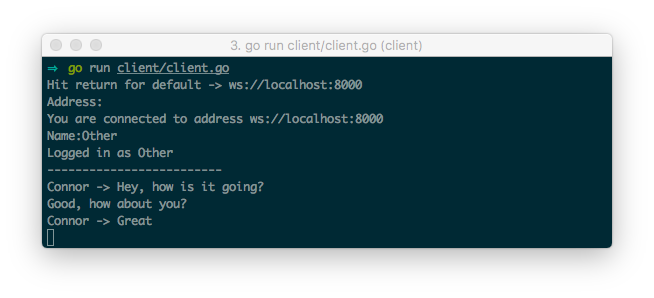 3. go run client/client.go (client)
⇒ go run client/client.go
Hit return for default -> ws://localhost:8000
Address:
You are connected to address ws://localhost:8000
Name:Other
Logged in as Other
-------------------------
Connor -> Hey, how is it going?
Good, how about you?
Connor -> Great